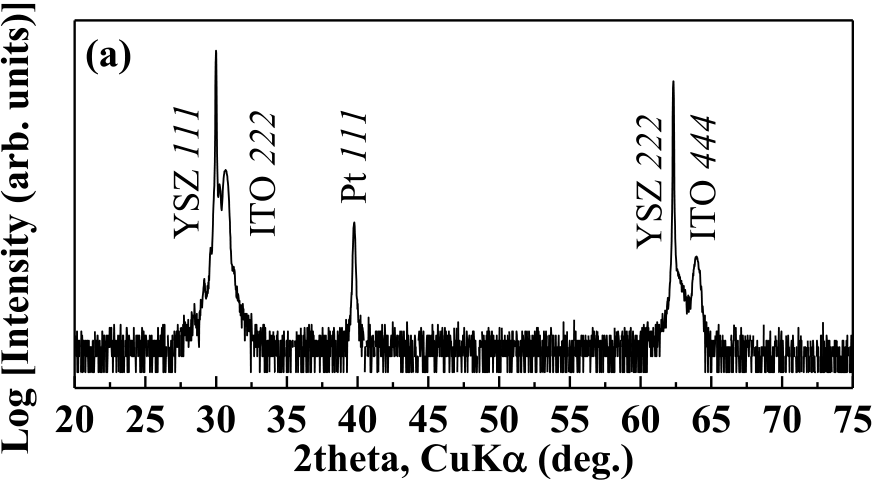 Log [Intensity (arb. units)]
(a)
YSZ 111
ITO 222
Pt 111
YSZ 222
ITO 444
20 25 30 35 40 45 50 55 60 65 70 75
2theta, CuKα (deg.)